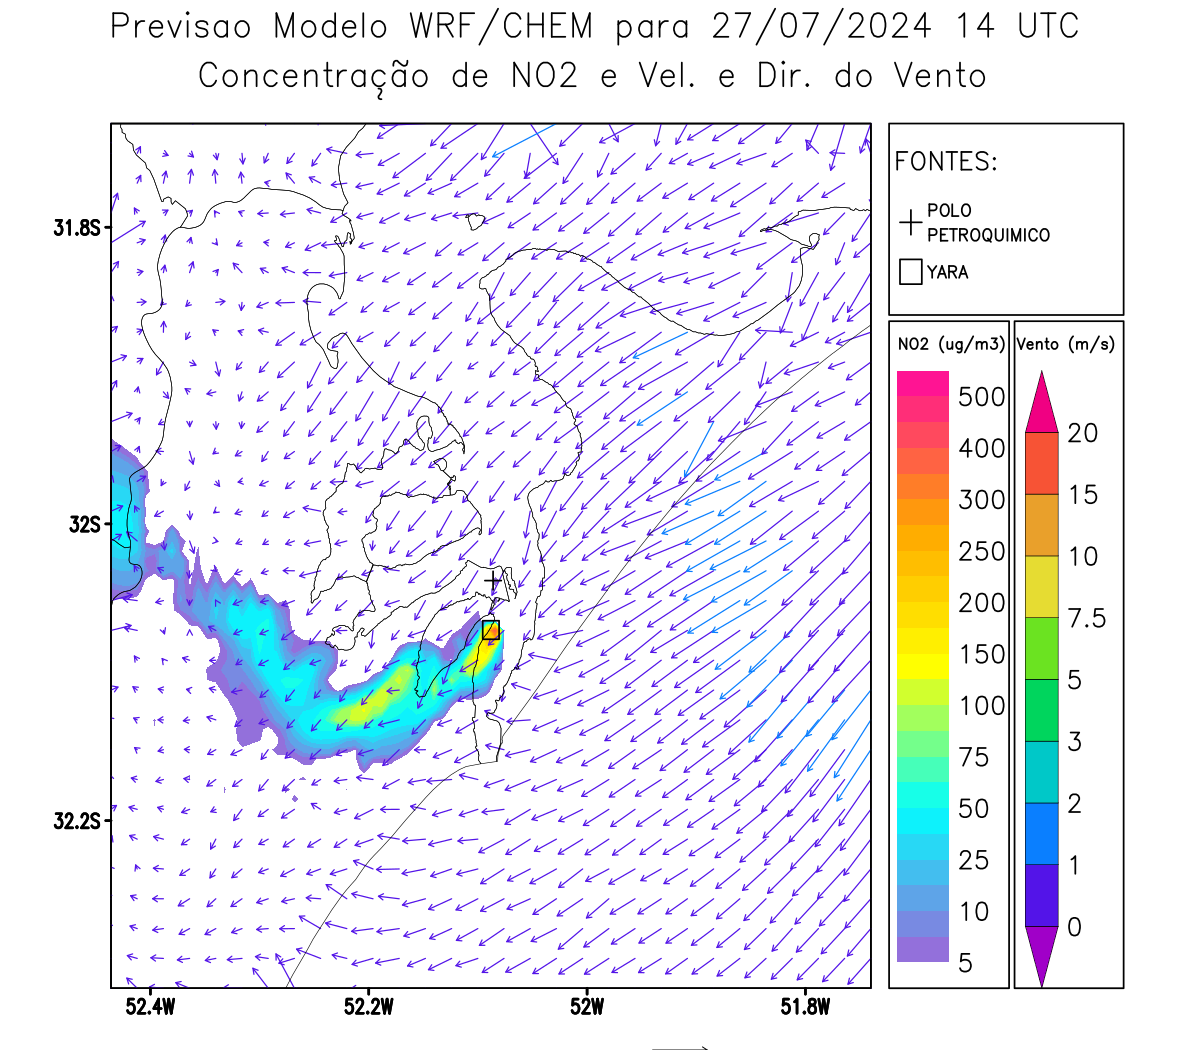 Previsao Modelo WRF/CHEM para 27/07/2024 14 UTC
Concentração de NO2 e Vel. e Dir. do Vento
FONTES:
POLO
PETROQUIMICO
YARA
NO2 (ug/m3)
500
400
300
250
200
150
100
75
50
25
10
5
Vento (m/s)
20
15
10
7.5
5
3
2
1
0
31.8S
32S
32.2S
52.4W
52.2W
52W
51.8W